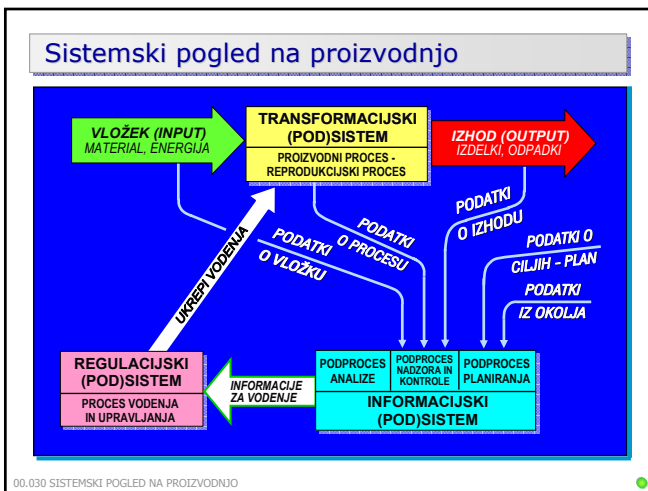 Sistemski pogled na proizvodnjo
VLOŽEK (INPUT)
MATERIAL, ENERGIJA
TRANSFORMACIJSKI
(POD)SISTEM
PROIZVODNI PROCES -
REPRODUKCIJSKI PROCES
IZHOD (OUTPUT)
IZDELKI, ODPADKI
UKREPI VODENJA
PODATKI
O VLOŽKU
PODATKI
O PROCESU
PODATKI
O IZHODU
PODATKI O
CILJIH - PLAN
PODATKI
IZ OKOLJA
REGULACIJSKI
(POD)SISTEM
PROCES VODENJA
IN UPRAVLJANJA
INFORMACIJE
ZA VODENJE
PODPROCES
ANALIZE
PODPROCES
NADZORA IN
KONTROLE
PODPROCES
PLANIRANJA
INFORMACIJSKI
(POD)SISTEM
00.030 SISTEMSKI POGLED NA PROIZVODNJO